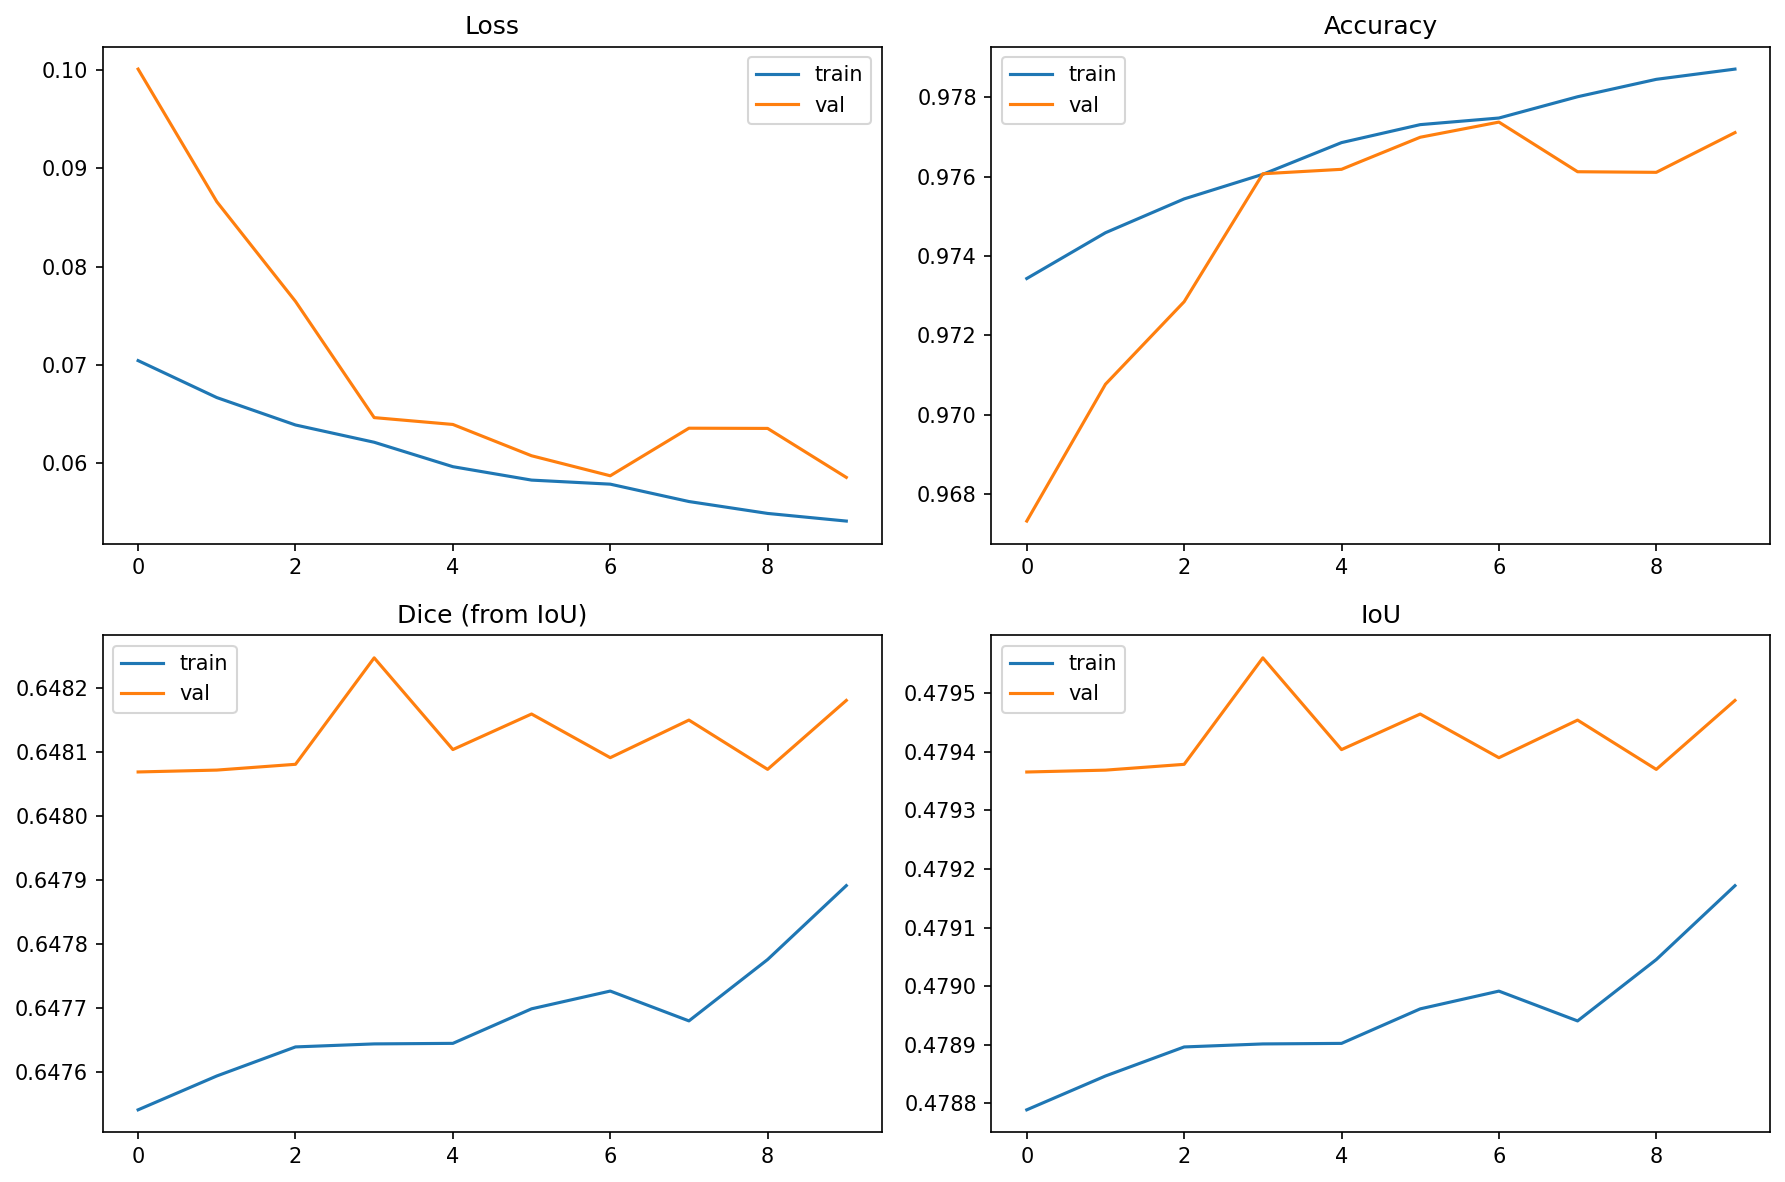 Loss
0.10
0.09
0.08
0.07
0.06
train
val
0 2 4 6 8
Accuracy
0.978
0.976
0.974
0.972
0.970
0.968
train
val
0 2 4 6 8
Dice (from IoU)
0.6482
0.6481
0.6480
0.6479
0.6478
0.6477
0.6476
train
val
0 2 4 6 8
IoU
0.4795
0.4794
0.4793
0.4792
0.4791
0.4790
0.4789
0.4788
train
val
0 2 4 6 8